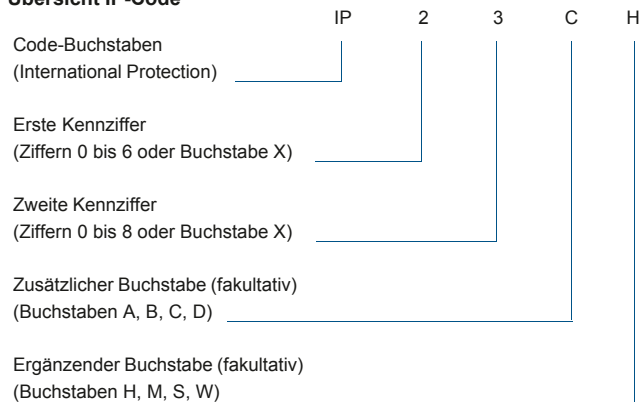 Übersicht IP-Code
IP 2 3 C H
Code-Buchstaben
(International Protection)
Erste Kennziffer
(Ziffern 0 bis 6 oder Buchstabe X)
Zweite Kennziffer
(Ziffern 0 bis 8 oder Buchstabe X)
Zusätzlicher Buchstabe (fakultativ)
(Buchstaben A, B, C, D)
Ergänzender Buchstabe (fakultativ)
(Buchstaben H, M, S, W)